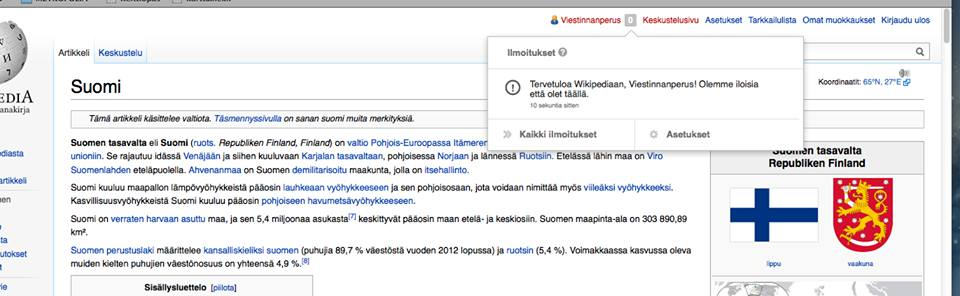 Viestinnanperus 0 Keskustelusivu Asetukset Tarkkailulista Omat muokkaukset Kirjaudu ulos
Artikkeli Keskustelu
Ilmoitukset
Tervetuloa Wikipediaan, Viestinnanperus! Olemme iloisia
että olet täällä.
10 sekuntia sitten
Kaikki ilmoitukset Asetukset
Suomi
Koordinaatit: 65°N, 27°E
Tämä artikkeli käsittelee valtiota. Täsmennyssivulla on sanan suomi muita merkityksiä.
Suomen tasavalta eli Suomi (ruots. Republiken Finland, Finland) on valtio Pohjois-Euroopassa Itämeren
unioniin. Se rajautuu idässä Venäjään ja siihen kuuluvaan Karjalan tasavaltaan, pohjoisessa Norjaan ja lännessä Ruotsiin. Etelässä lähin maa on Viro
Suomenlahden eteläpuolella. Ahvenanmaa on Suomen demilitarisoitu maakunta, jolla on itsehallinto.
Suomi kuuluu maapallon lämpövyöhykkeistä pääosin lauhkeaan vyöhykkeeseen ja sen pohjoisosaan, jota voidaan nimittää myös viileäksi vyöhykkeeksi.
Kasvillisuusvyöhykkeistä Suomi kuuluu pääosin pohjoiseen havumetsävyöhykkeeseen.
Suomi on verraten harvaan asuttu maa, ja sen 5,4 miljoonaa asukasta[7] keskittyvät pääosin maan etelä- ja keskiosiin. Suomen maapinta-ala on 303 890,89
km².
Suomen perustuslaki määrittelee kansalliskieliksi suomen (puhujia 89,7 % väestöstä vuoden 2012 lopussa) ja ruotsin (5,4 %). Voimakkaassa kasvussa oleva
muiden kielten puhujien väestönosuus on yhteensä 4,9 %.[8]
Sisällysluettelo [piilota]
Suomen tasavalta
Republiken Finland
lippu vaakuna